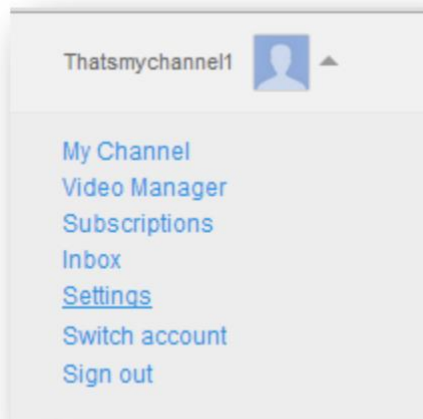 Thatsmychannel1
My Channel
Video Manager
Subscriptions
Inbox
Settings
Switch account
Sign out